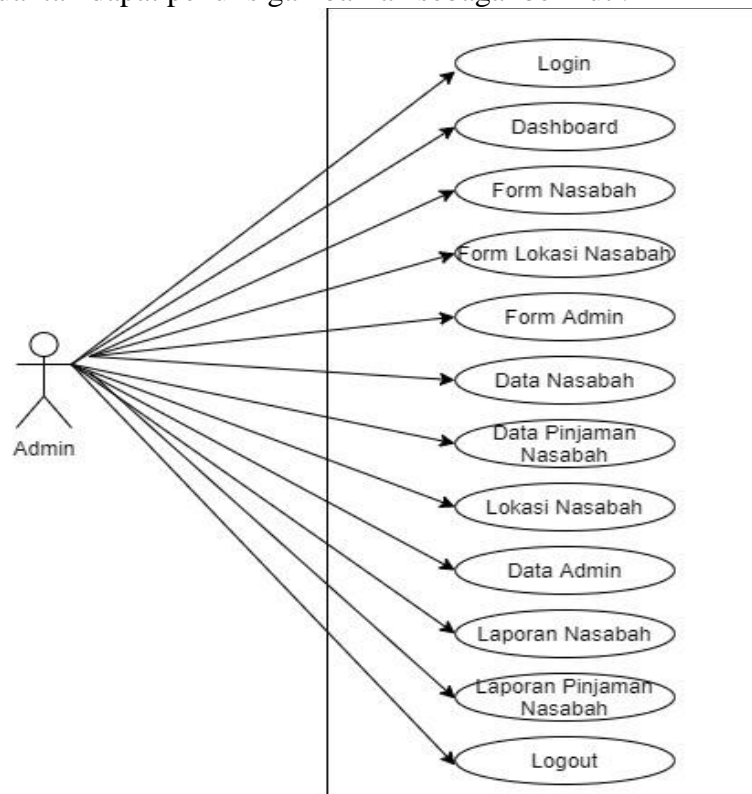 Login
Dashboard
Form Nasabah
Form Lokasi Nasabah
Form Admin
Data Nasabah
Admin
Data Pinjaman
Nasabah
Lokasi Nasabah
Data Admin
Laporan Nasabah
Laporan Pinjaman
Nasabah
Logout